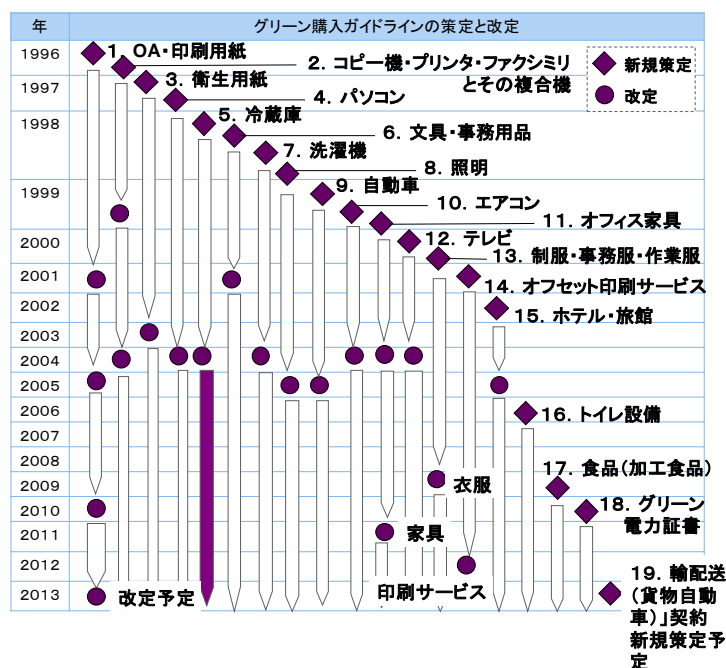 年
グリーン購入ガイドラインの策定と改定
1996
1997
1998
1999
2000
2001
2002
2003
2004
2005
2006
2007
2008
2009
2010
2011
2012
2013
新規策定
改定
1．OA・印刷用紙
2．コピー機・プリンタ・ファクシミリ
とその複合機
3．衛生用紙
4．パソコン
5．冷蔵庫
6．文具・事務用品
7．洗濯機
8．照明
9．自動車
10．エアコン
11．オフィス家具
12．テレビ
13．制服・事務服・作業服
14．オフセット印刷サービス
15．ホテル・旅館
16．トイレ設備
17．食品（加工食品）
18．グリーン
電力証書
衣服
家具
印刷サービス
改定予定
19．輸配送
（貨物自動
車）」契約
新規策定予
定